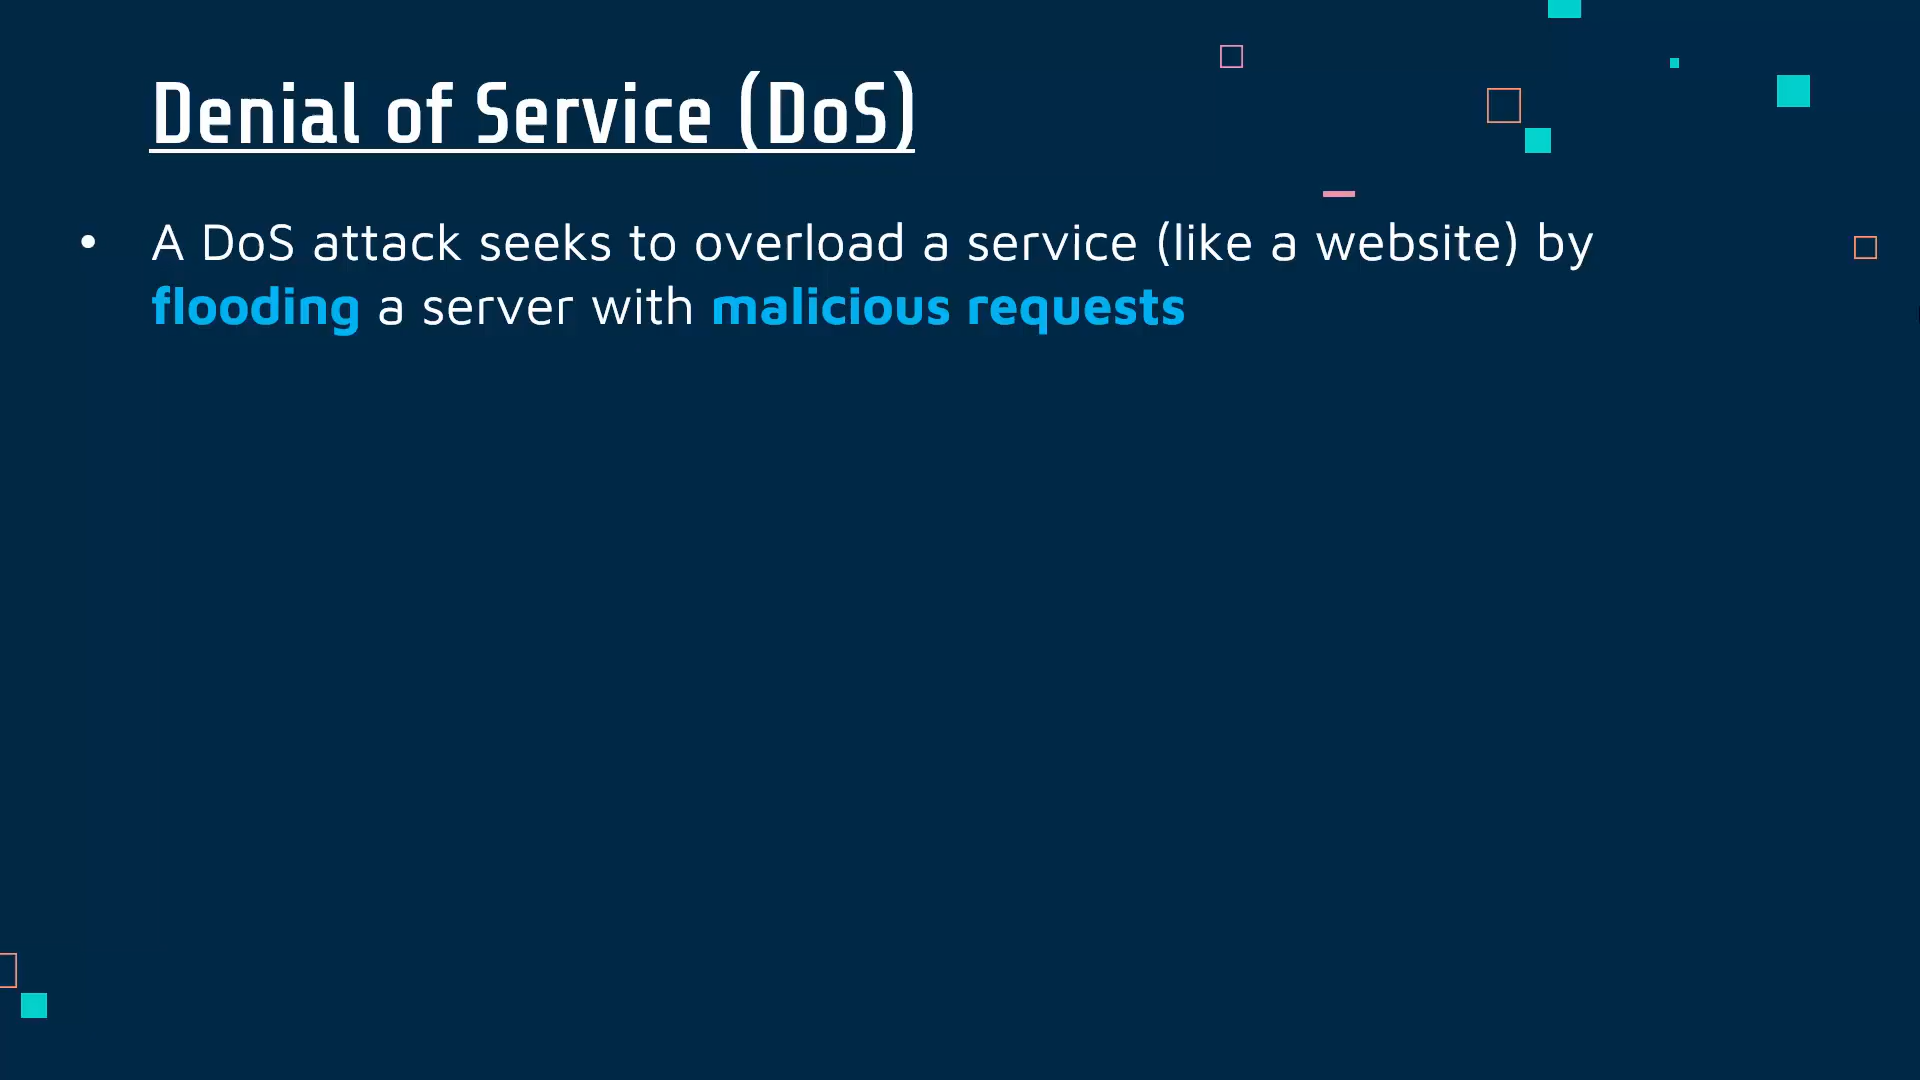 Denial of Service (DoS)
• A DoS attack seeks to overload a service (like a website) by
flooding a server with malicious requests